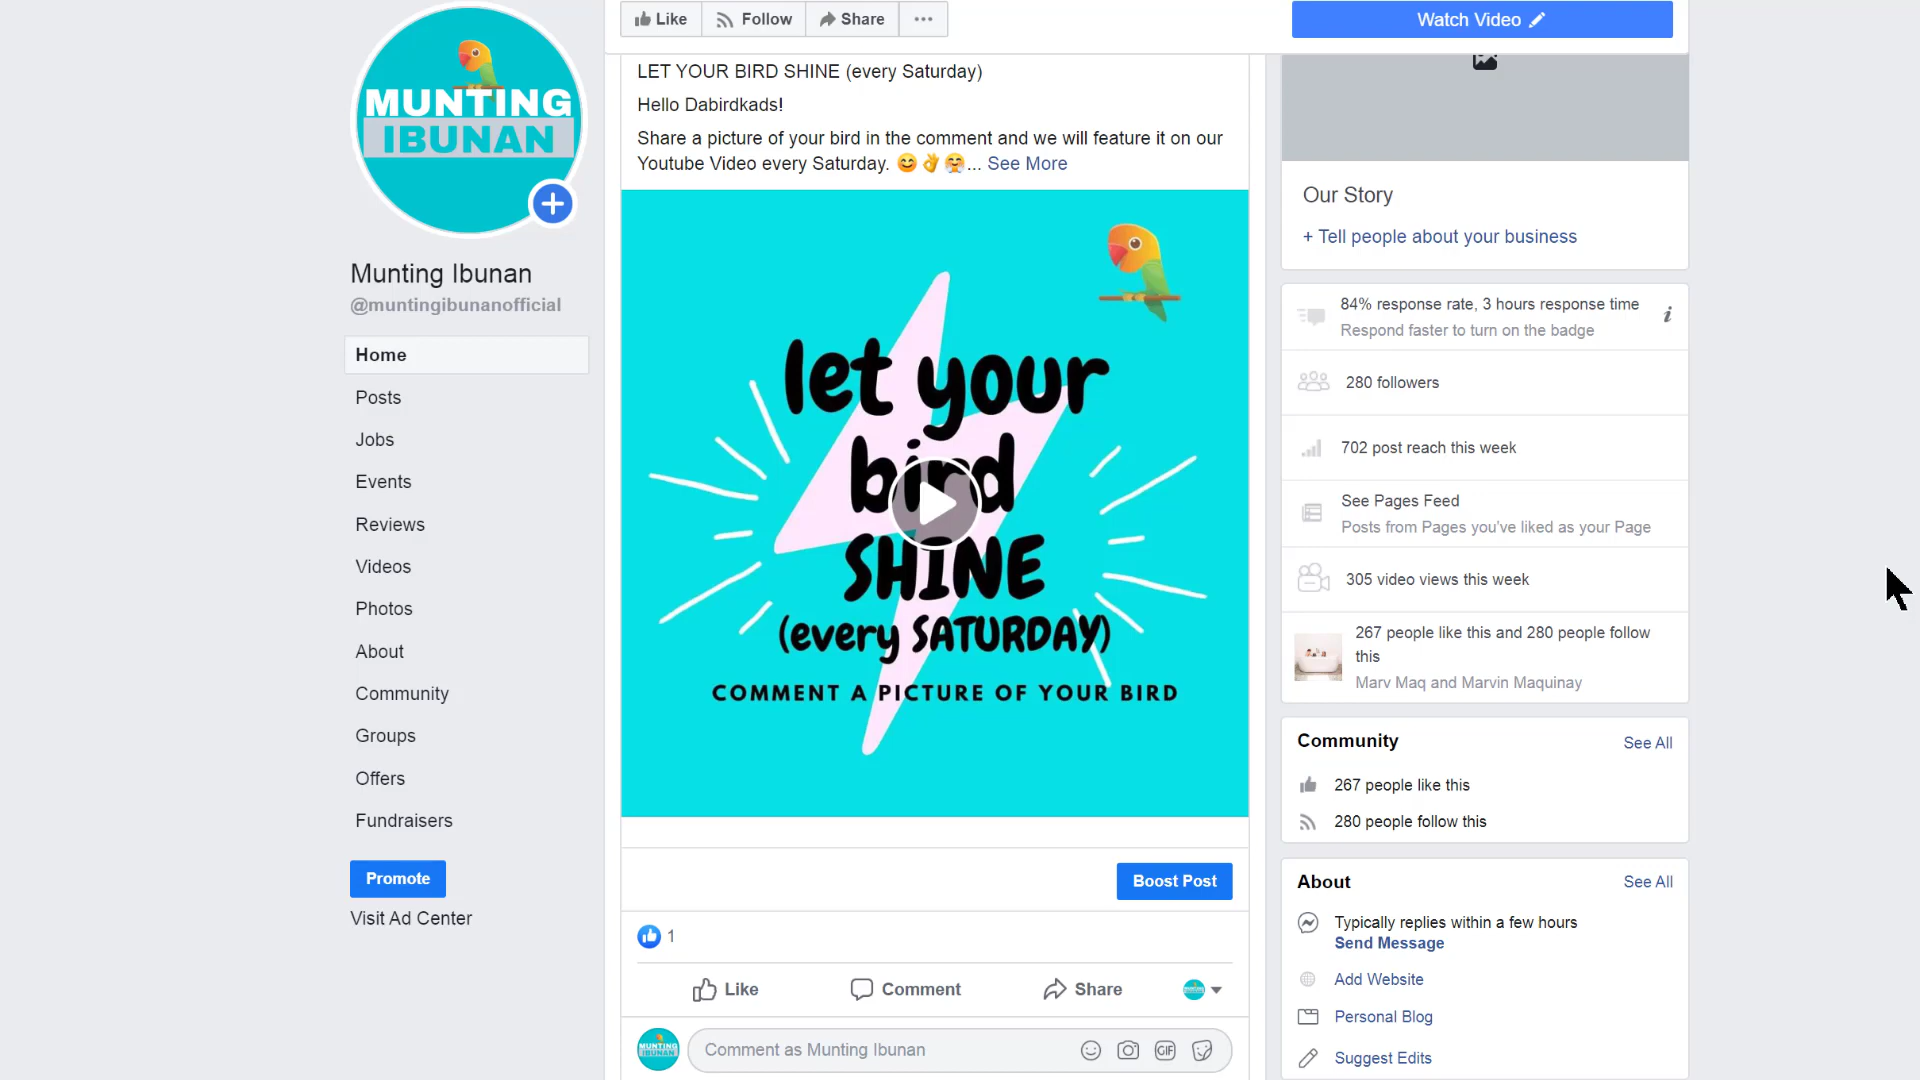 MUNTING
IBUNAN
Munting Ibunan
@muntingibunanofficial
Home
Posts
Jobs
Events
Reviews
Videos
Photos
About
Community
Groups
Offers
Fundraisers
Promote
Visit Ad Center
Like
Follow
Share
Watch Video
LET YOUR BIRD SHINE (every Saturday)
Hello Dabirdkads!
Share a picture of your bird in the comment and we will feature it on our
Youtube Video every Saturday. 😊👌🤗... See More
let your
bird
SHINE
(every SATURDAY)
COMMENT A PICTURE OF YOUR BIRD
Boost Post
1
Like
Comment
Share
Comment as Munting Ibunan
GIF
Our Story
+ Tell people about your business
84% response rate, 3 hours response time
Respond faster to turn on the badge
280 followers
702 post reach this week
See Pages Feed
Posts from Pages you've liked as your Page
305 video views this week
267 people like this and 280 people follow
this
Marv Maq and Marvin Maquinay
Community
See All
267 people like this
280 people follow this
About
See All
Typically replies within a few hours
Send Message
Add Website
Personal Blog
Suggest Edits